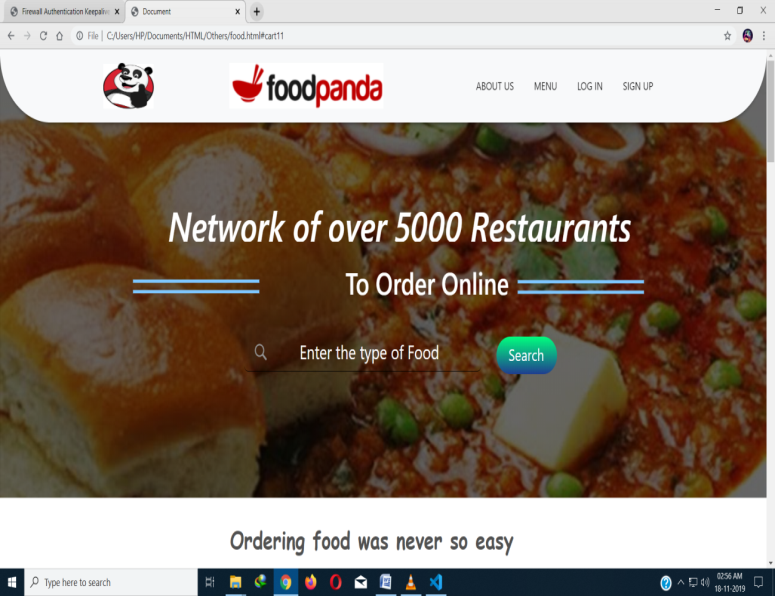 Firewall Authentication Keepaliv
Document
File | C:/Users/HP/Documents/HTML/Others/food.html#cart11
foodpanda
ABOUT US MENU LOG IN SIGN UP
Network of over 5000 Restaurants
To Order Online
Enter the type of Food
Search
Ordering food was never so easy
Type here to search
02:56 AM
18-11-2019